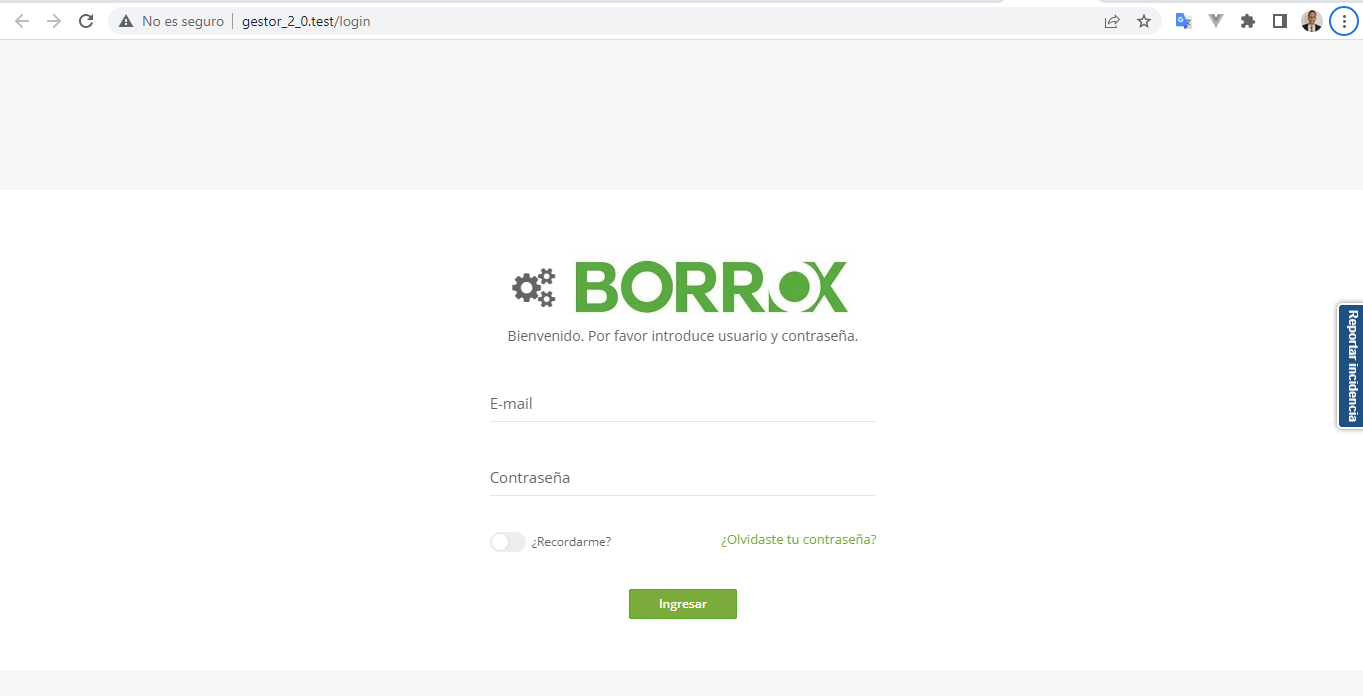 No es seguro gestor_2_0.test/login
BORROX
Bienvenido. Por favor introduce usuario y contraseña.
E-mail
Contraseña
¿Recordarme? ¿Olvidaste tu contraseña?
Ingresar
Reportar incidencia